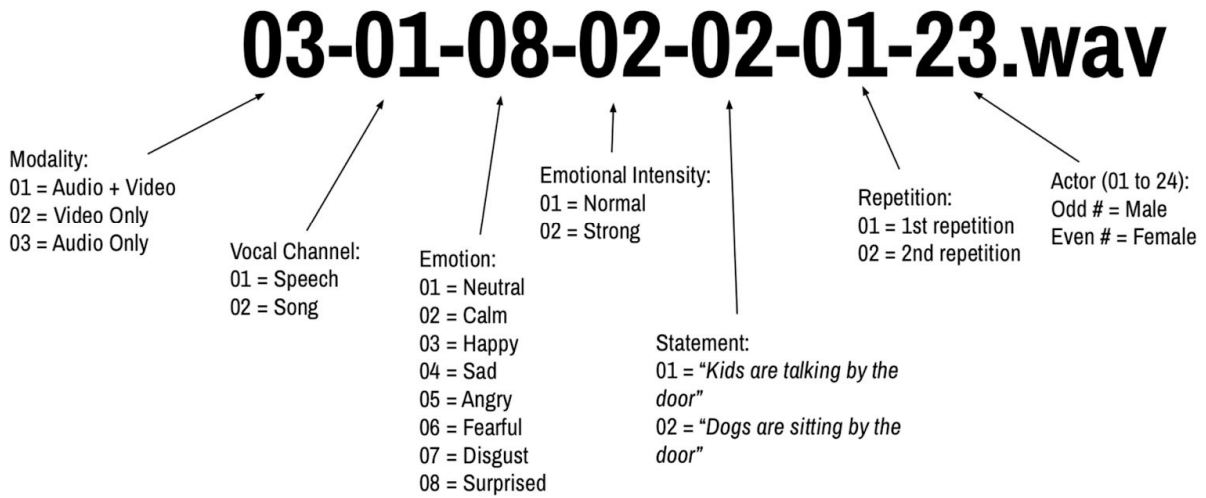 03-01-08-02-02-01-23.wav
Modality:
01 = Audio + Video
02 = Video Only
03 = Audio Only
Vocal Channel:
01 = Speech
02 = Song
Emotion:
01 = Neutral
02 = Calm
03 = Happy
04 = Sad
05 = Angry
06 = Fearful
07 = Disgust
08 = Surprised
Emotional Intensity:
01 = Normal
02 = Strong
Statement:
01 = “Kids are talking by the
door”
02 = “Dogs are sitting by the
door”
Repetition:
01 = 1st repetition
02 = 2nd repetition
Actor (01 to 24):
Odd # = Male
Even # = Female